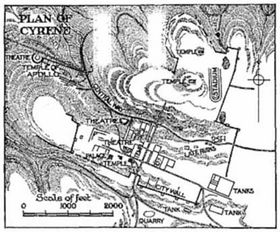 PLAN OF
CYRENE
TEMPLE
THEATRE
TEMPLE OF
APOLLO
TEMPLE
STADIUM
THEATRE
PALACE
TEMPLE
CITY WALL
TANKS
TANK
TANK
QUARRY
Scale of feet
0 1000 2000